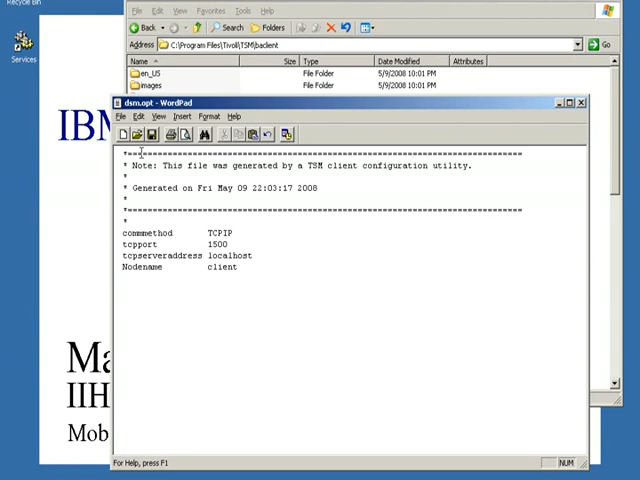 Recycle Bin
Services
IBM
Ma
IIH
Mob
File Edit View Favorites Tools Help
Back Search Folders
Address C:\Program Files\Tivoli\TSM\baclient Go
Name Size Type Date Modified Attributes
en_US File Folder 5/9/2008 10:01 PM
images File Folder 5/9/2008 10:01 PM
dsm.opt - WordPad
File Edit View Insert Format Help
*======================================================================
* Note: This file was generated by a TSM client configuration utility.
*
* Generated on Fri May 09 22:03:17 2008
*
*======================================================================
*
commmethod TCPIP
tcpport 1500
tcpserveraddress localhost
Nodename client
For Help, press F1
NUM